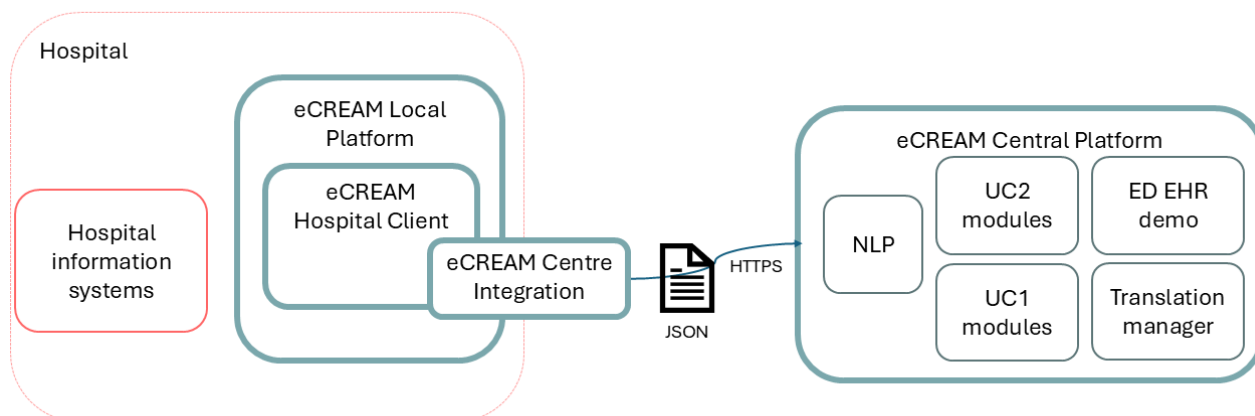 Hospital
eCREAM Local
Platform
eCREAM
Hospital Client
Hospital
information
systems
eCREAM Centre
Integration
JSON
HTTPS
eCREAM Central Platform
NLP
UC2
modules
ED EHR
demo
UC1
modules
Translation
manager